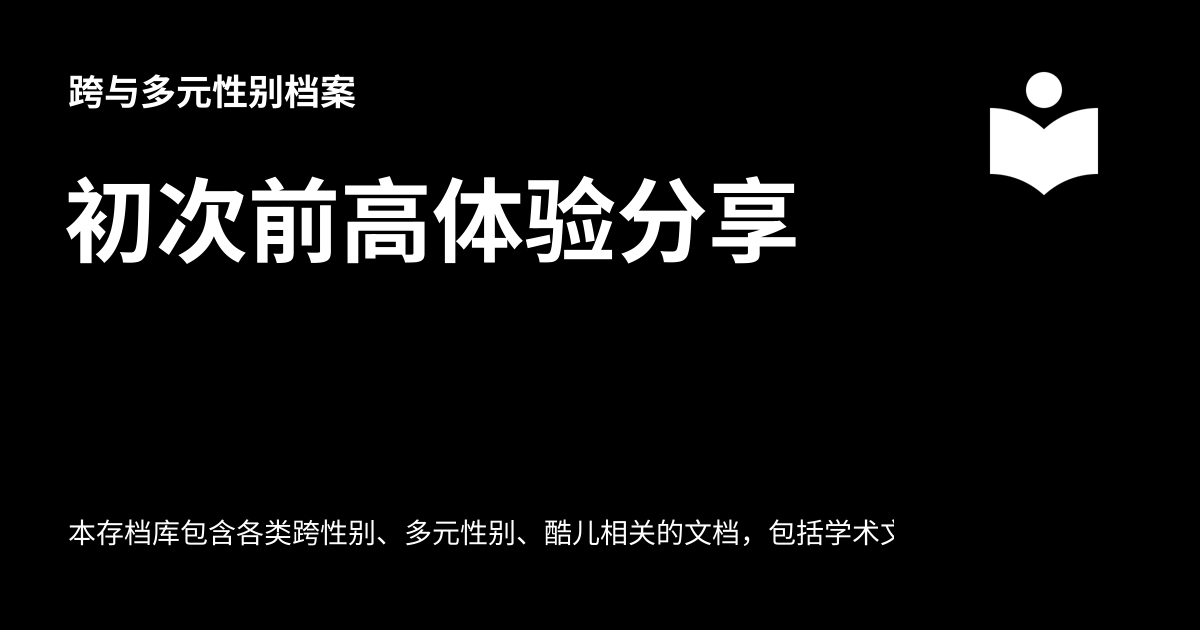 跨与多元性别档案
初次前高体验分享
本存档库包含各类跨性别、多元性别、酷儿相关的文档，包括学术